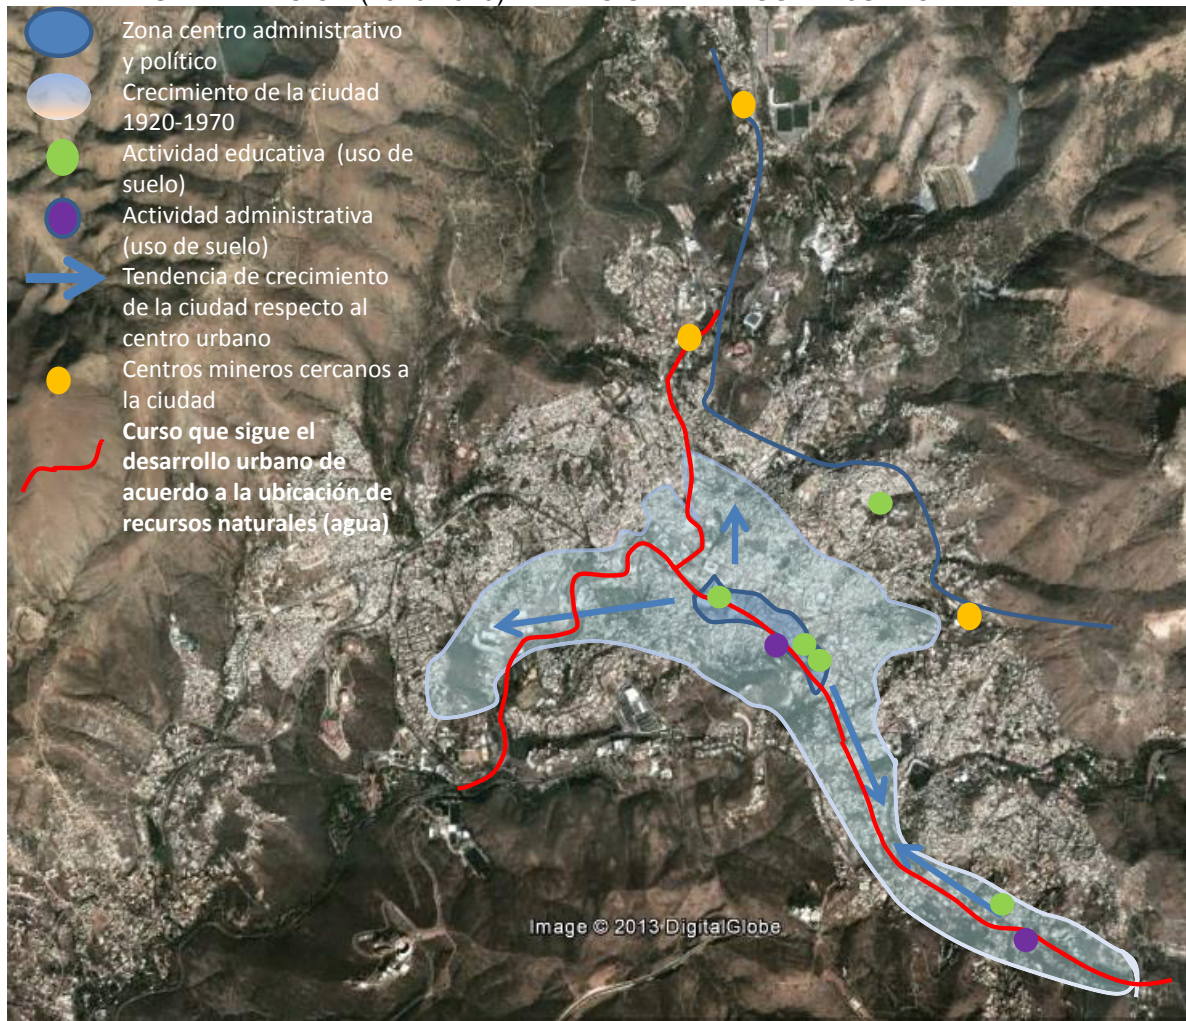 Zona centro administrativo
y político
Crecimiento de la ciudad
1920-1970
Actividad educativa (uso de
suelo)
Actividad administrativa
(uso de suelo)
Tendencia de crecimiento
de la ciudad respecto al
centro urbano
Centros mineros cercanos a
la ciudad
Curso que sigue el
desarrollo urbano de
acuerdo a la ubicación de
recursos naturales (agua)
Image © 2013 DigitalGlobe